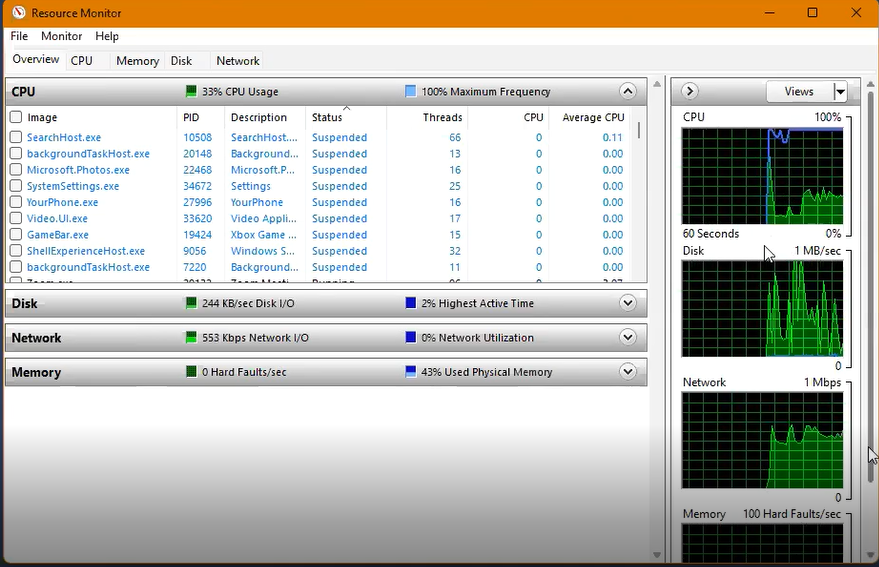 Resource Monitor
File Monitor Help
Overview CPU Memory Disk Network
CPU 33% CPU Usage 100% Maximum Frequency
Image PID Description Status Threads CPU Average CPU
SearchHost.exe 10508 SearchHost.... Suspended 66 0 0.11
backgroundTaskHost.exe 20148 Background... Suspended 13 0 0.00
Microsoft.Photos.exe 22468 Microsoft.P... Suspended 16 0 0.00
SystemSettings.exe 34672 Settings Suspended 25 0 0.00
YourPhone.exe 27996 YourPhone Suspended 16 0 0.00
Video.UI.exe 33620 Video Appli... Suspended 17 0 0.00
GameBar.exe 19424 Xbox Game ... Suspended 15 0 0.00
ShellExperienceHost.exe 9056 Windows S... Suspended 32 0 0.00
backgroundTaskHost.exe 7220 Background... Suspended 11 0 0.00
Disk 244 KB/sec Disk I/O 2% Highest Active Time
Network 553 Kbps Network I/O 0% Network Utilization
Memory 0 Hard Faults/sec 43% Used Physical Memory
Views
CPU 100%
60 Seconds 0%
Disk 1 MB/sec
0
Network 1 Mbps
0
Memory 100 Hard Faults/sec